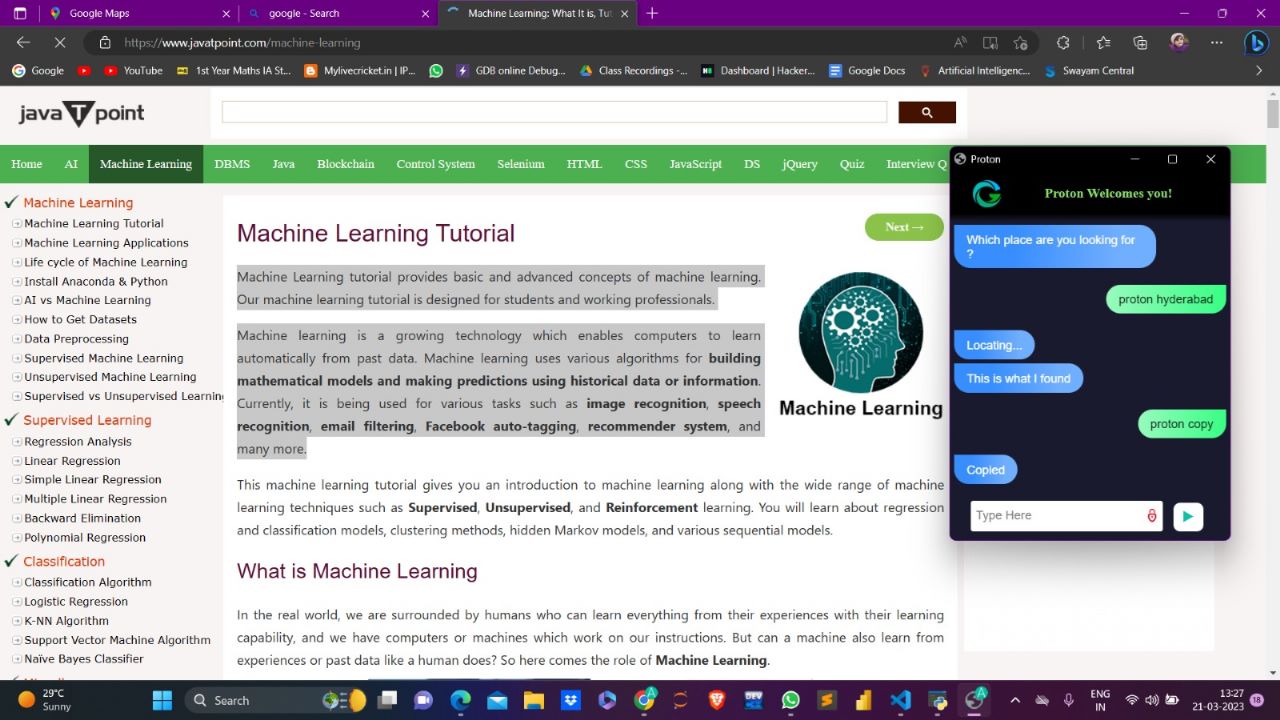 Google Maps
google - Search
Machine Learning: What It is, Tut
https://www.javatpoint.com/machine-learning
Google
YouTube
1st Year Maths IA St...
Mylivecricket.in | IP...
GDB online Debug...
Class Recordings -...
Dashboard | Hacker...
Google Docs
Artificial Intelligenc...
Swayam Central
java T point
Home AI Machine Learning DBMS Java Blockchain Control System Selenium HTML CSS JavaScript DS jQuery Quiz Interview Q
Machine Learning
Machine Learning Tutorial
Machine Learning Applications
Life cycle of Machine Learning
Install Anaconda & Python
AI vs Machine Learning
How to Get Datasets
Data Preprocessing
Supervised Machine Learning
Unsupervised Machine Learning
Supervised vs Unsupervised Learning
Supervised Learning
Regression Analysis
Linear Regression
Simple Linear Regression
Multiple Linear Regression
Backward Elimination
Polynomial Regression
Classification
Classification Algorithm
Logistic Regression
K-NN Algorithm
Support Vector Machine Algorithm
Naïve Bayes Classifier
Machine Learning Tutorial
Next →
Machine Learning tutorial provides basic and advanced concepts of machine learning.
Our machine learning tutorial is designed for students and working professionals.
Machine learning is a growing technology which enables computers to learn
automatically from past data. Machine learning uses various algorithms for building
mathematical models and making predictions using historical data or information.
Currently, it is being used for various tasks such as image recognition, speech
recognition, email filtering, Facebook auto-tagging, recommender system, and
many more.
Machine Learning
This machine learning tutorial gives you an introduction to machine learning along with the wide range of machine
learning techniques such as Supervised, Unsupervised, and Reinforcement learning. You will learn about regression
and classification models, clustering methods, hidden Markov models, and various sequential models.
What is Machine Learning
In the real world, we are surrounded by humans who can learn everything from their experiences with their learning
capability, and we have computers or machines which work on our instructions. But can a machine also learn from
experiences or past data like a human does? So here comes the role of Machine Learning.
Proton
Proton Welcomes you!
Which place are you looking for
?
proton hyderabad
Locating...
This is what I found
proton copy
Copied
Type Here
29°C
Sunny
Search
ENG
IN
13:27
21-03-2023
18